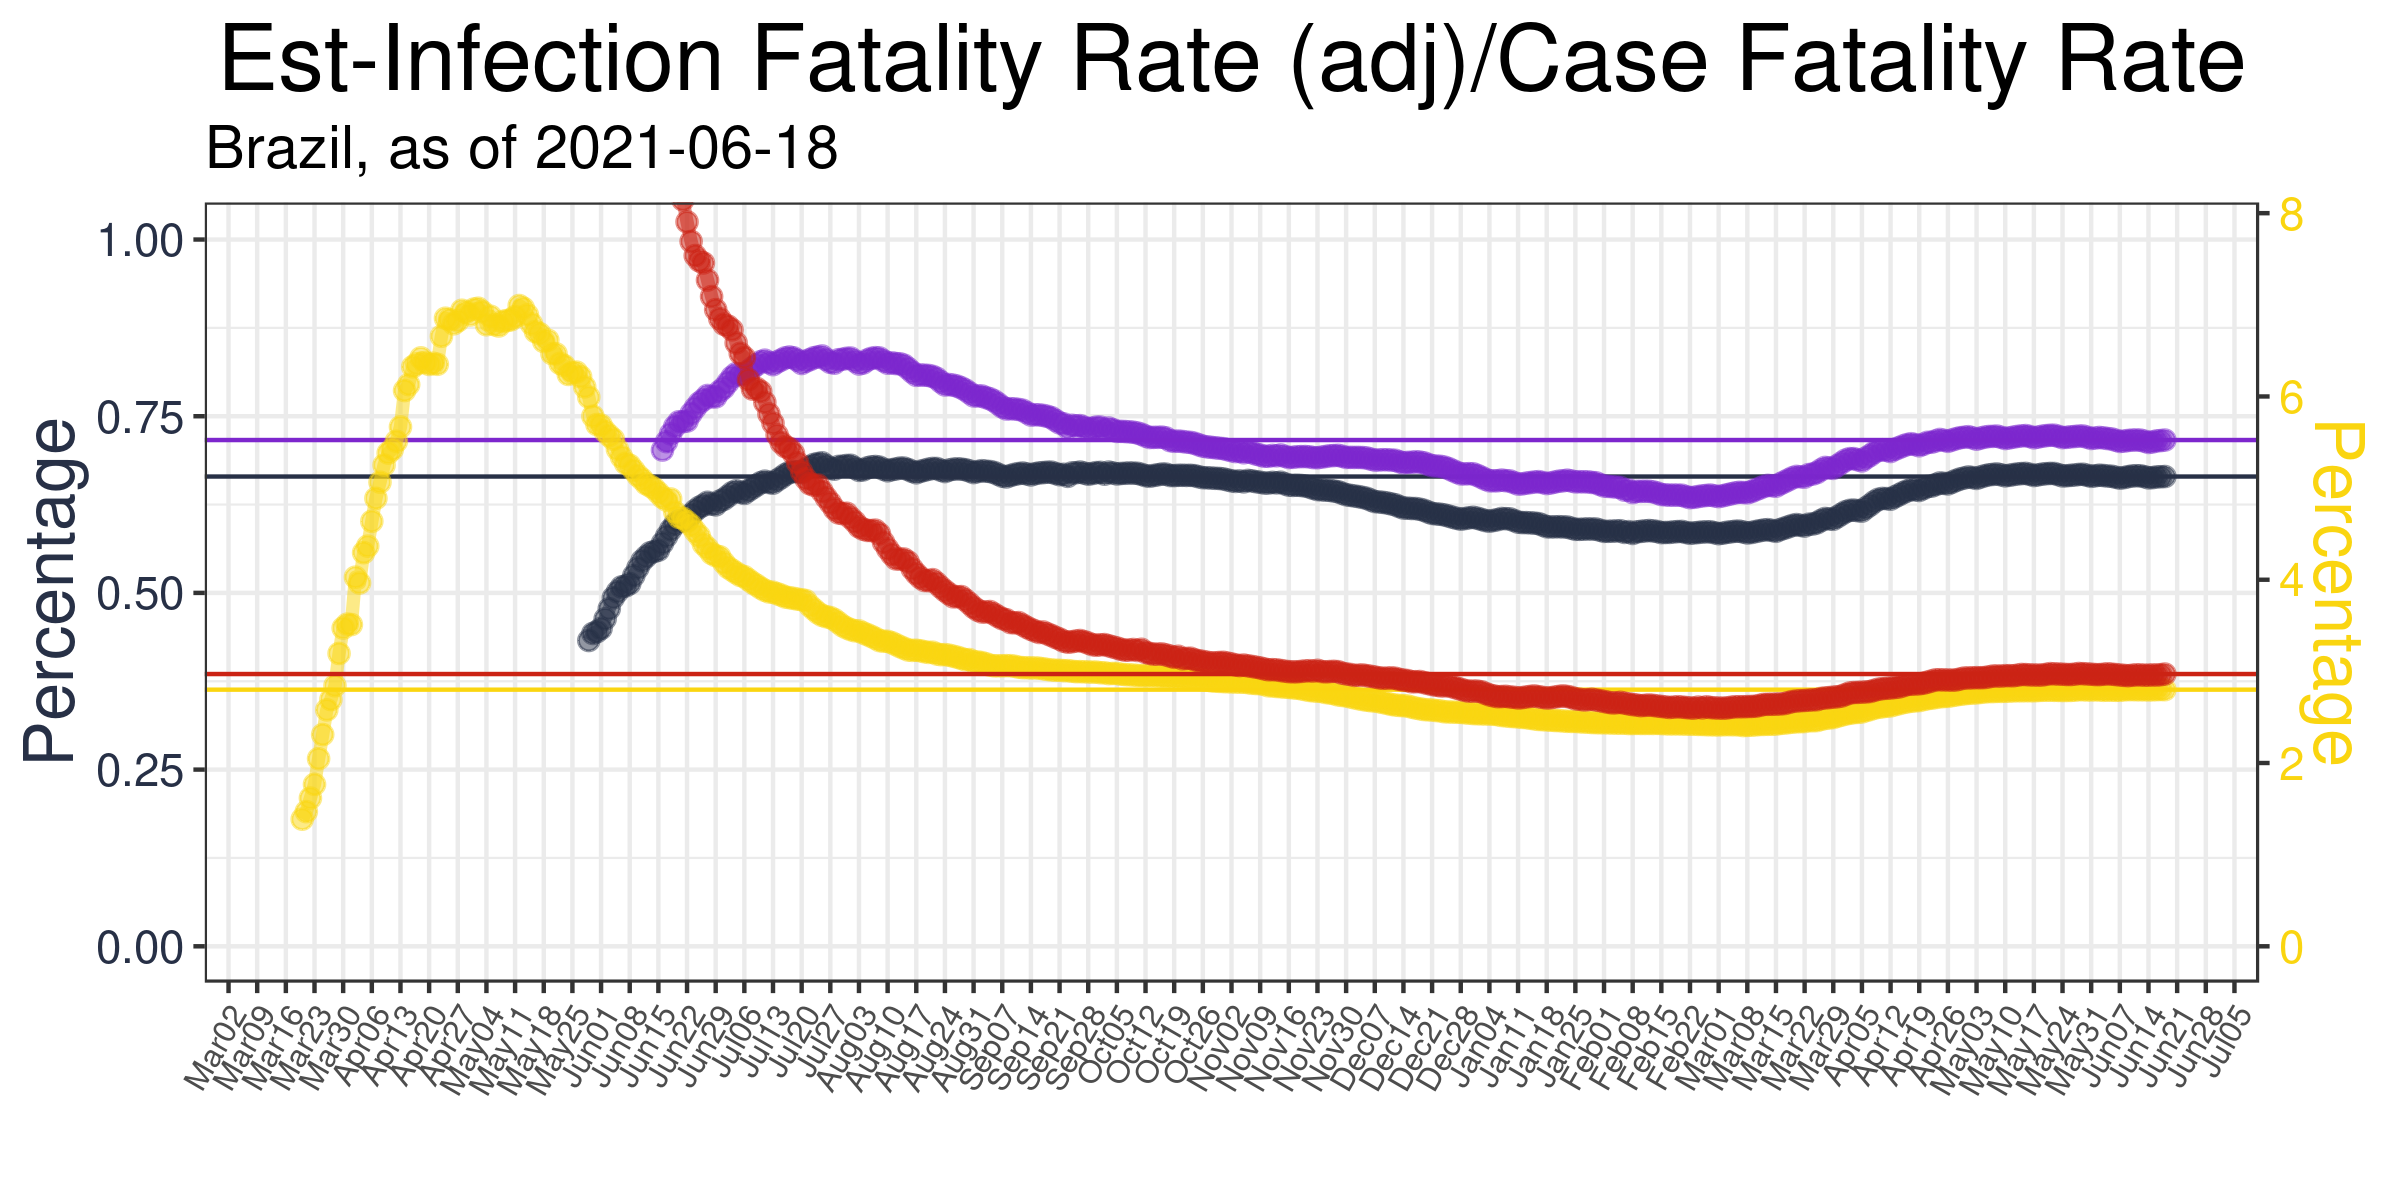 Est-Infection Fatality Rate (adj)/Case Fatality Rate
Brazil, as of 2021-06-18
Percentage
1.00
0.75
0.50
0.25
0.00
8
6
4
2
0
Percentage
Mar02
Mar09
Mar16
Mar23
Mar30
Apr06
Apr13
Apr20
Apr27
May04
May11
May18
May25
Jun01
Jun08
Jun15
Jun22
Jun29
Jul06
Jul13
Jul20
Jul27
Aug03
Aug10
Aug17
Aug24
Aug31
Sep07
Sep14
Sep21
Sep28
Oct05
Oct12
Oct19
Oct26
Nov02
Nov09
Nov16
Nov23
Nov30
Dec07
Dec14
Dec21
Dec28
Jan04
Jan11
Jan18
Jan25
Feb01
Feb08
Feb15
Feb22
Mar01
Mar08
Mar15
Mar22
Mar29
Apr05
Apr12
Apr19
Apr26
May03
May10
May17
May24
May31
Jun07
Jun14
Jun21
Jun28
Jul05